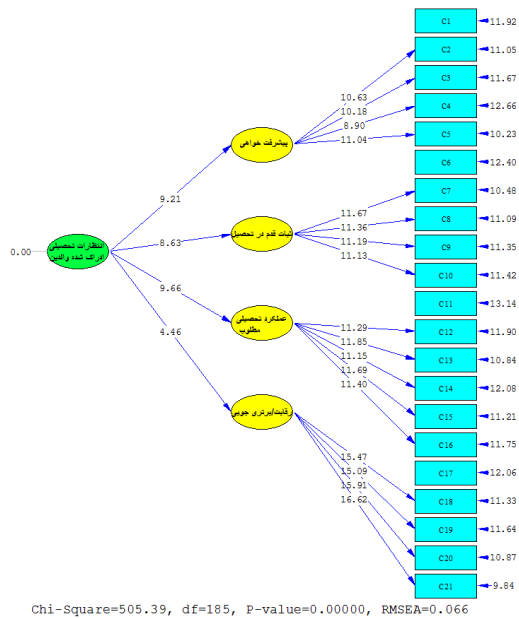 C1
11.92
C2
11.05
10.63
C3
11.67
10.18
C4
12.66
8.90
پیشرفت خواهی
C5
10.23
11.04
C6
12.40
9.21
C7
10.48
11.67
C8
11.09
11.36
ثبات قدم در تحصیل
C9
11.35
11.19
8.63
C10
11.42
11.13
0.00
انتظارات تحصیلی
ادراک شده والدین
9.66
C11
13.14
عملکرد تحصیلی
مطلوب
C12
11.90
11.29
4.46
C13
10.84
11.85
C14
12.08
11.15
C15
11.21
11.69
رقابت/برتری جویی
C16
11.75
11.40
C17
12.06
15.47
C18
11.33
15.09
C19
11.64
15.91
C20
10.87
16.62
C21
9.84
Chi-Square=505.39, df=185, P-value=0.00000, RMSEA=0.066